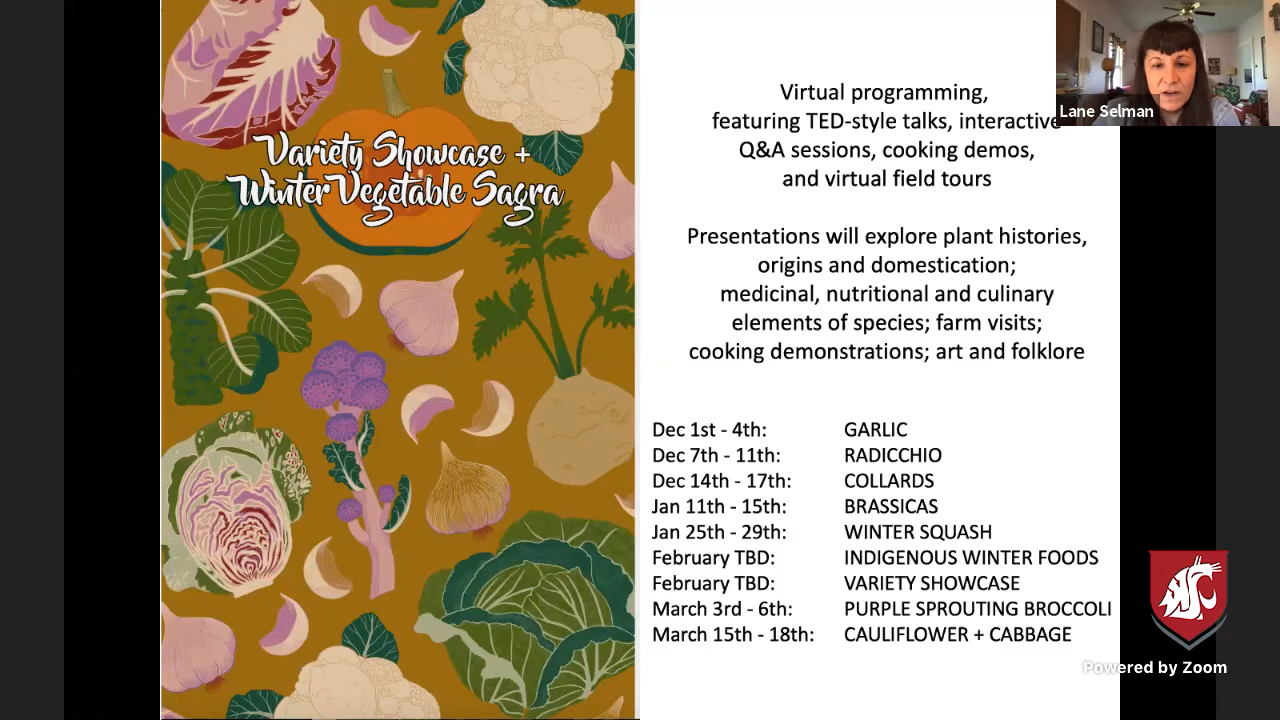 Variety Showcase +
Winter Vegetable Sagra
Virtual programming,
featuring TED-style talks, interactive
Q&A sessions, cooking demos,
and virtual field tours
Presentations will explore plant histories,
origins and domestication;
medicinal, nutritional and culinary
elements of species; farm visits;
cooking demonstrations; art and folklore
Dec 1st - 4th: GARLIC
Dec 7th - 11th: RADICCHIO
Dec 14th - 17th: COLLARDS
Jan 11th - 15th: BRASSICAS
Jan 25th - 29th: WINTER SQUASH
February TBD: INDIGENOUS WINTER FOODS
February TBD: VARIETY SHOWCASE
March 3rd - 6th: PURPLE SPROUTING BROCCOLI
March 15th - 18th: CAULIFLOWER + CABBAGE
Lane Selman
Powered by Zoom